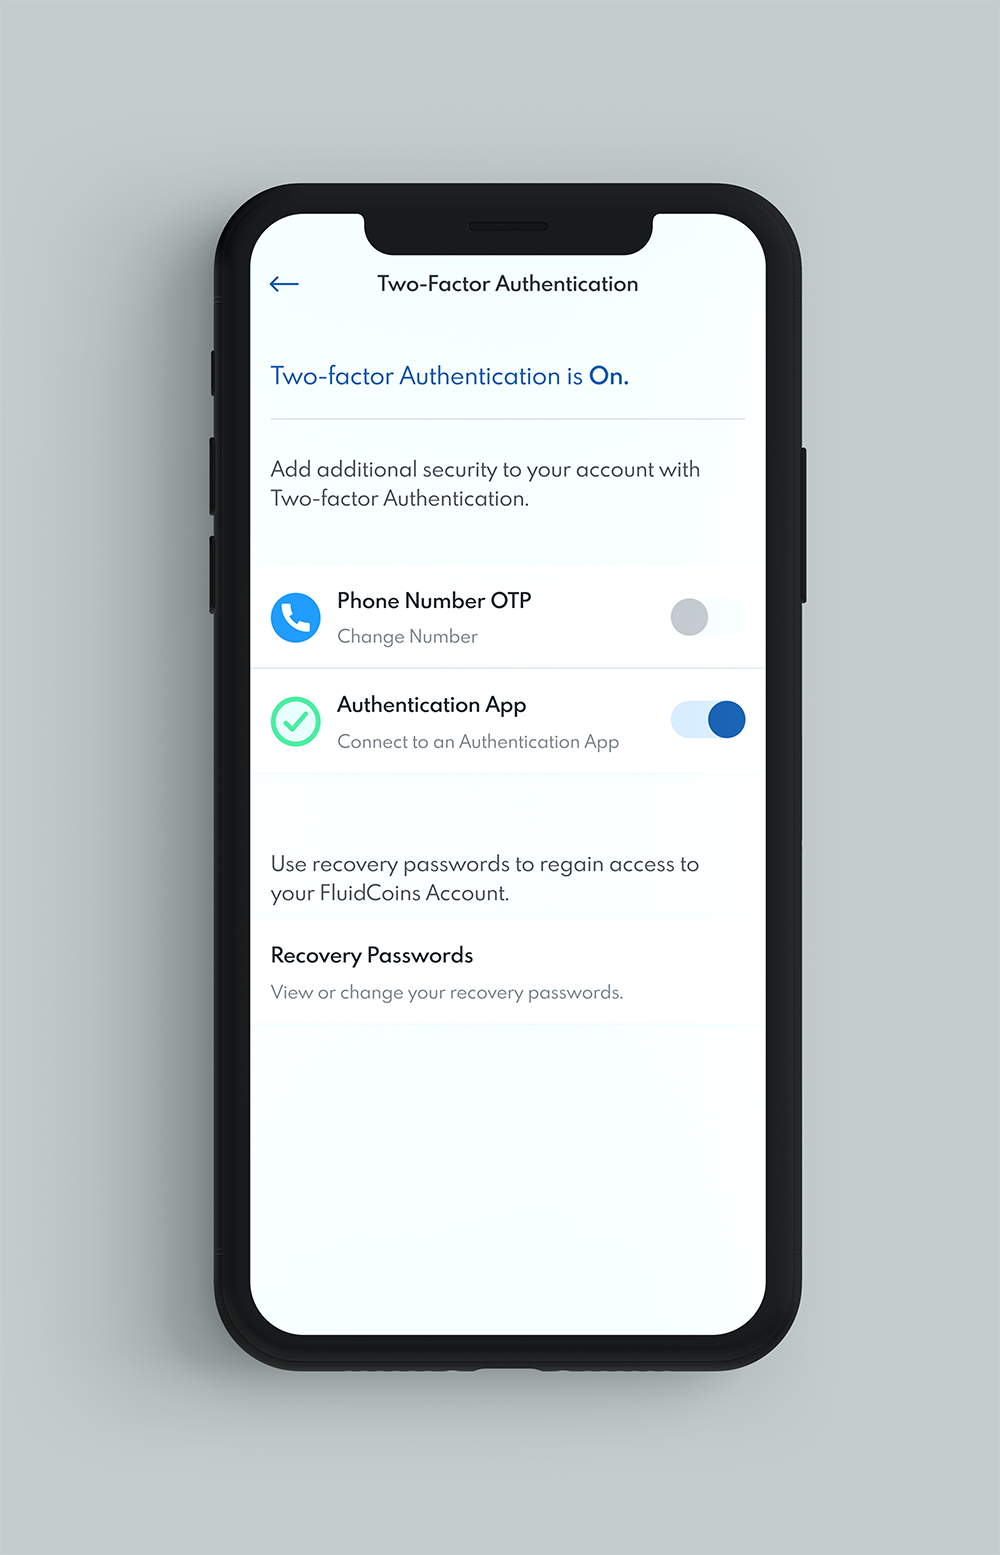 Two-Factor Authentication
Two-factor Authentication is On.
Add additional security to your account with
Two-factor Authentication.
Phone Number OTP
Change Number
Authentication App
Connect to an Authentication App
Use recovery passwords to regain access to
your FluidCoins Account.
Recovery Passwords
View or change your recovery passwords.